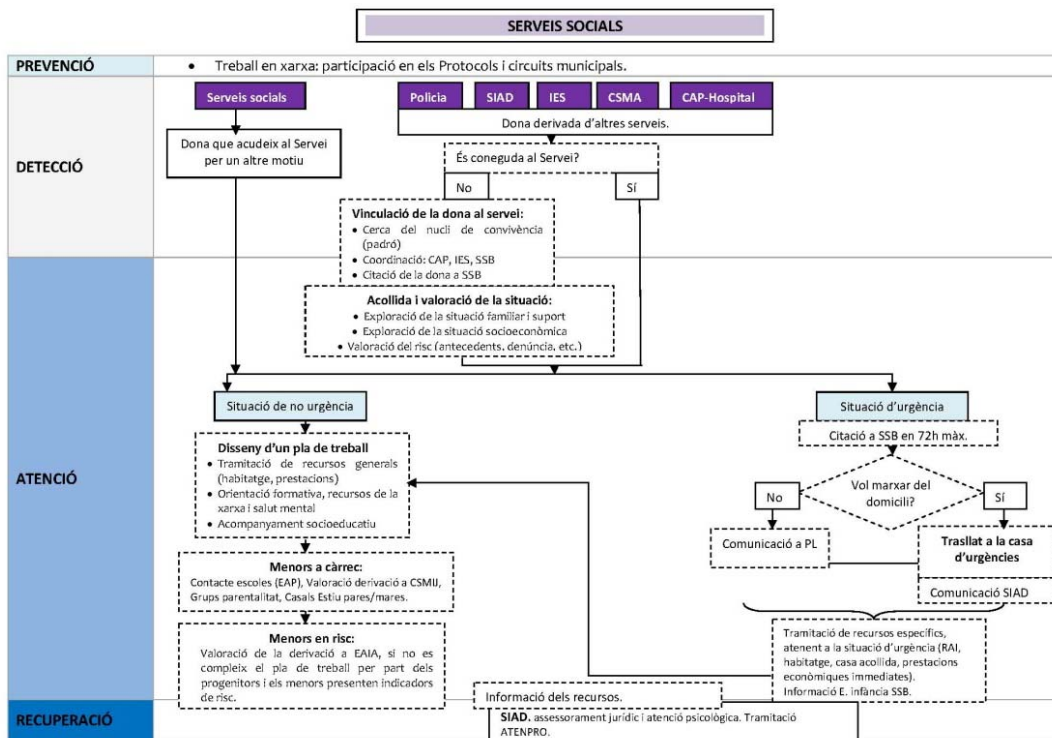 SERVEIS SOCIALS
PREVENCIÓ
• Treball en xarxa: participació en els Protocols i circuits municipals.
DETECCIÓ
Serveis socials
Policia
SIAD
IES
CSMA
CAP-Hospital
Dona derivada d'altres serveis.
Dona que acudeix al Servei
per un altre motiu
És coneguda al Servei?
No
Sí
Vinculació de la dona al servei:
• Cerca del nucli de convivència
(padró)
• Coordinació: CAP, IES, SSB
• Citació de la dona a SSB
ATENCIÓ
Acollida i valoració de la situació:
• Exploració de la situació familiar i suport
• Exploració de la situació socioeconòmica
• Valoració del risc (antecedents, denúncia, etc.)
Situació de no urgència
Disseny d'un pla de treball
• Tramitació de recursos generals
(habitatge, prestacions)
• Orientació formativa, recursos de la
xarxa i salut mental
• Acompanyament socioeducatiu
Menors a càrrec:
Contacte escoles (EAP), Valoració derivació a CSMIJ,
Grups parentalitat, Casals Estiu pares/mares.
Menors en risc:
Valoració de la derivació a EAIA, si no es
compleix el pla de treball per part dels
progenitors i els menors presenten indicadors
de risc.
Situació d'urgència
Citació a SSB en 72h màx.
Vol marxar del
domicili?
No
Sí
Comunicació a PL
Trasllat a la casa
d'urgències
Comunicació SIAD
Tramitació de recursos específics,
atenent a la situació d'urgència (RAI,
habitatge, casa acollida, prestacions
econòmiques immediates).
Informació E. infància SSB.
RECUPERACIÓ
Informació dels recursos.
SIAD. assessorament jurídic i atenció psicològica. Tramitació
ATENPRO.